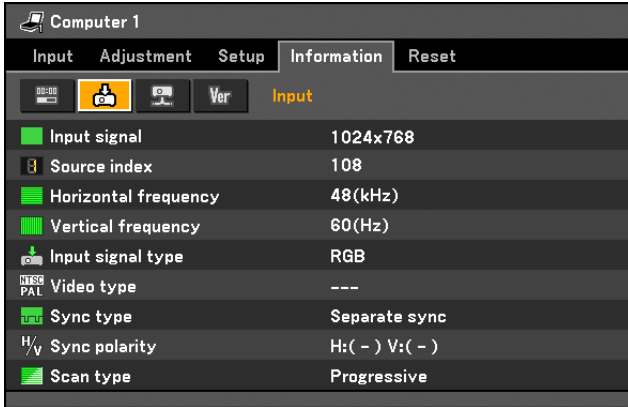 Computer 1
Input Adjustment Setup Information Reset
00:00 Ver Input
Input signal 1024x768
Source index 108
Horizontal frequency 48(kHz)
Vertical frequency 60(Hz)
Input signal type RGB
NTSC PAL Video type ---
Sync type Separate sync
H/V Sync polarity H:( - ) V:( - )
Scan type Progressive